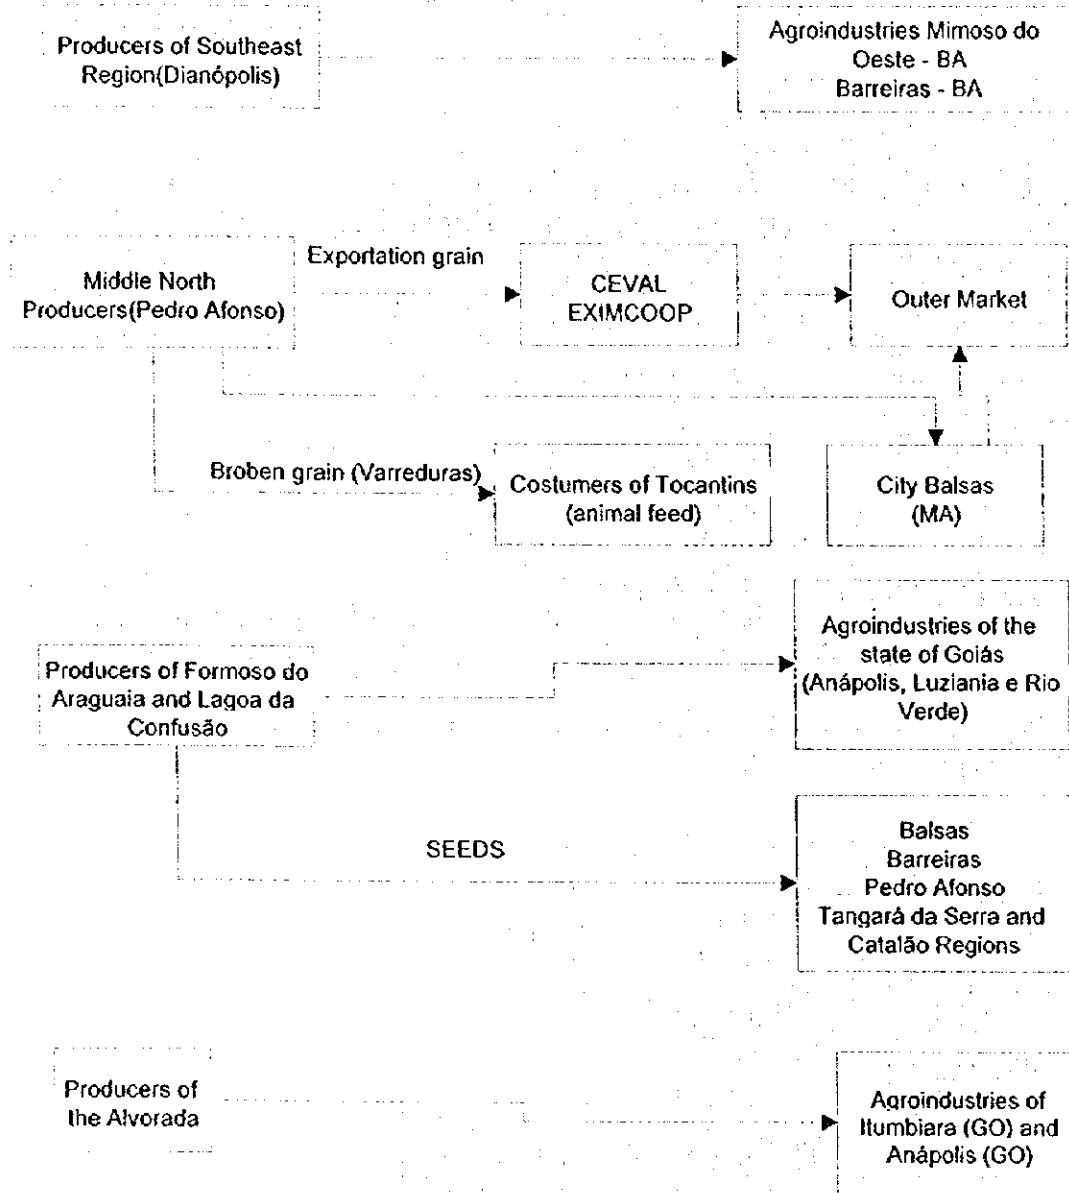 Producers of Southeast
Region(Dianópolis)
Agroindustries Mimoso do
Oeste - BA
Barreiras - BA
Middle North
Producers(Pedro Afonso)
Exportation grain
CEVAL
EXIMCOOP
Outer Market
Broben grain (Varreduras)
Costumers of Tocantins
(animal feed)
City Balsas
(MA)
Producers of Formoso do
Araguaia and Lagoa da
Confusão
Agroindustries of the
state of Goiás
(Anápolis, Luziania e Rio
Verde)
SEEDS
Balsas
Barreiras
Pedro Afonso
Tangará da Serra and
Catalão Regions
Producers of
the Alvorada
Agroindustries of
Itumbiara (GO) and
Anápolis (GO)